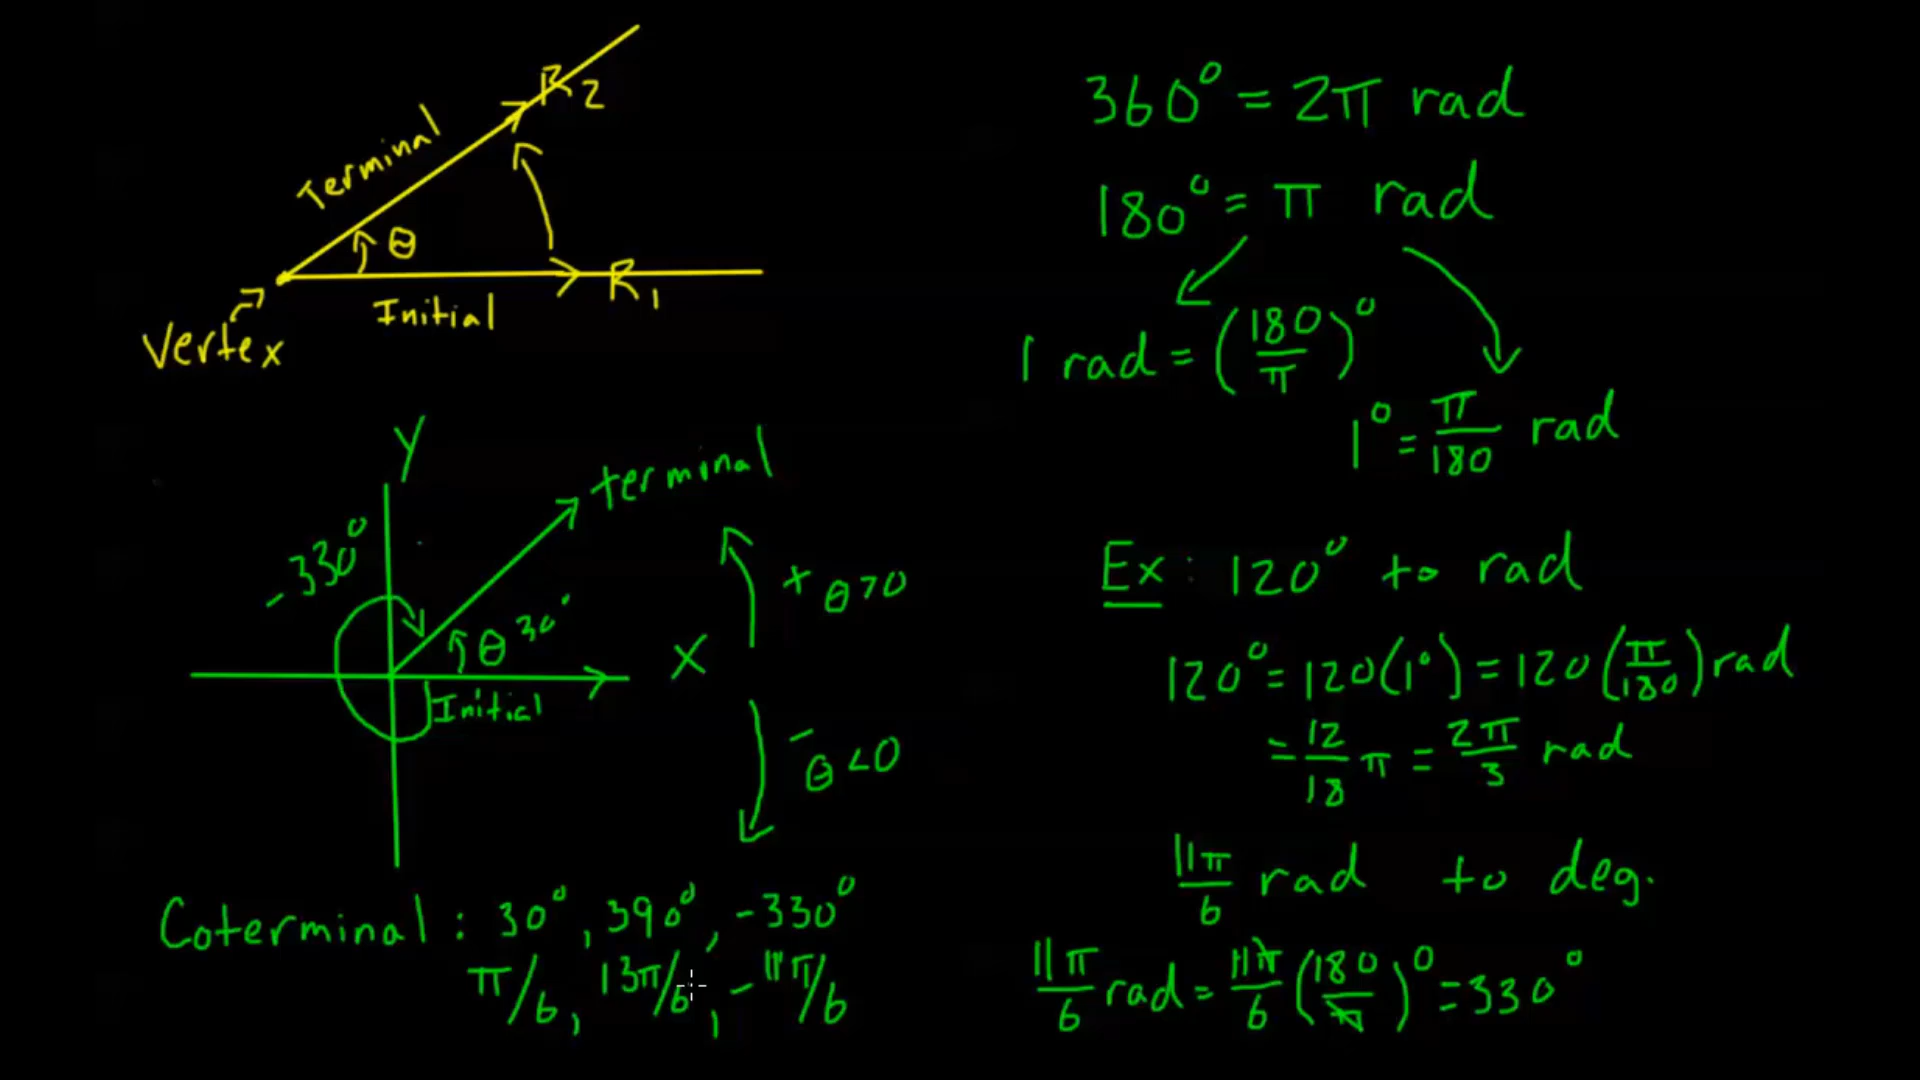 R2
Terminal
θ
R1
Initial
Vertex
y
terminal
-330°
θ 30°
x
Initial
+ θ>0
- θ<0
Coterminal: 30°, 390°, -330°
π/6, 13π/6, -11π/6
360° = 2π rad
180° = π rad
1 rad = (180/π)°
1° = π/180 rad
Ex: 120° to rad
120° = 120(1°) = 120(π/180) rad
= 12/18 π = 2π/3 rad
11π/6 rad to deg.
11π/6 rad = 11π/6 (180/π)° = 330°